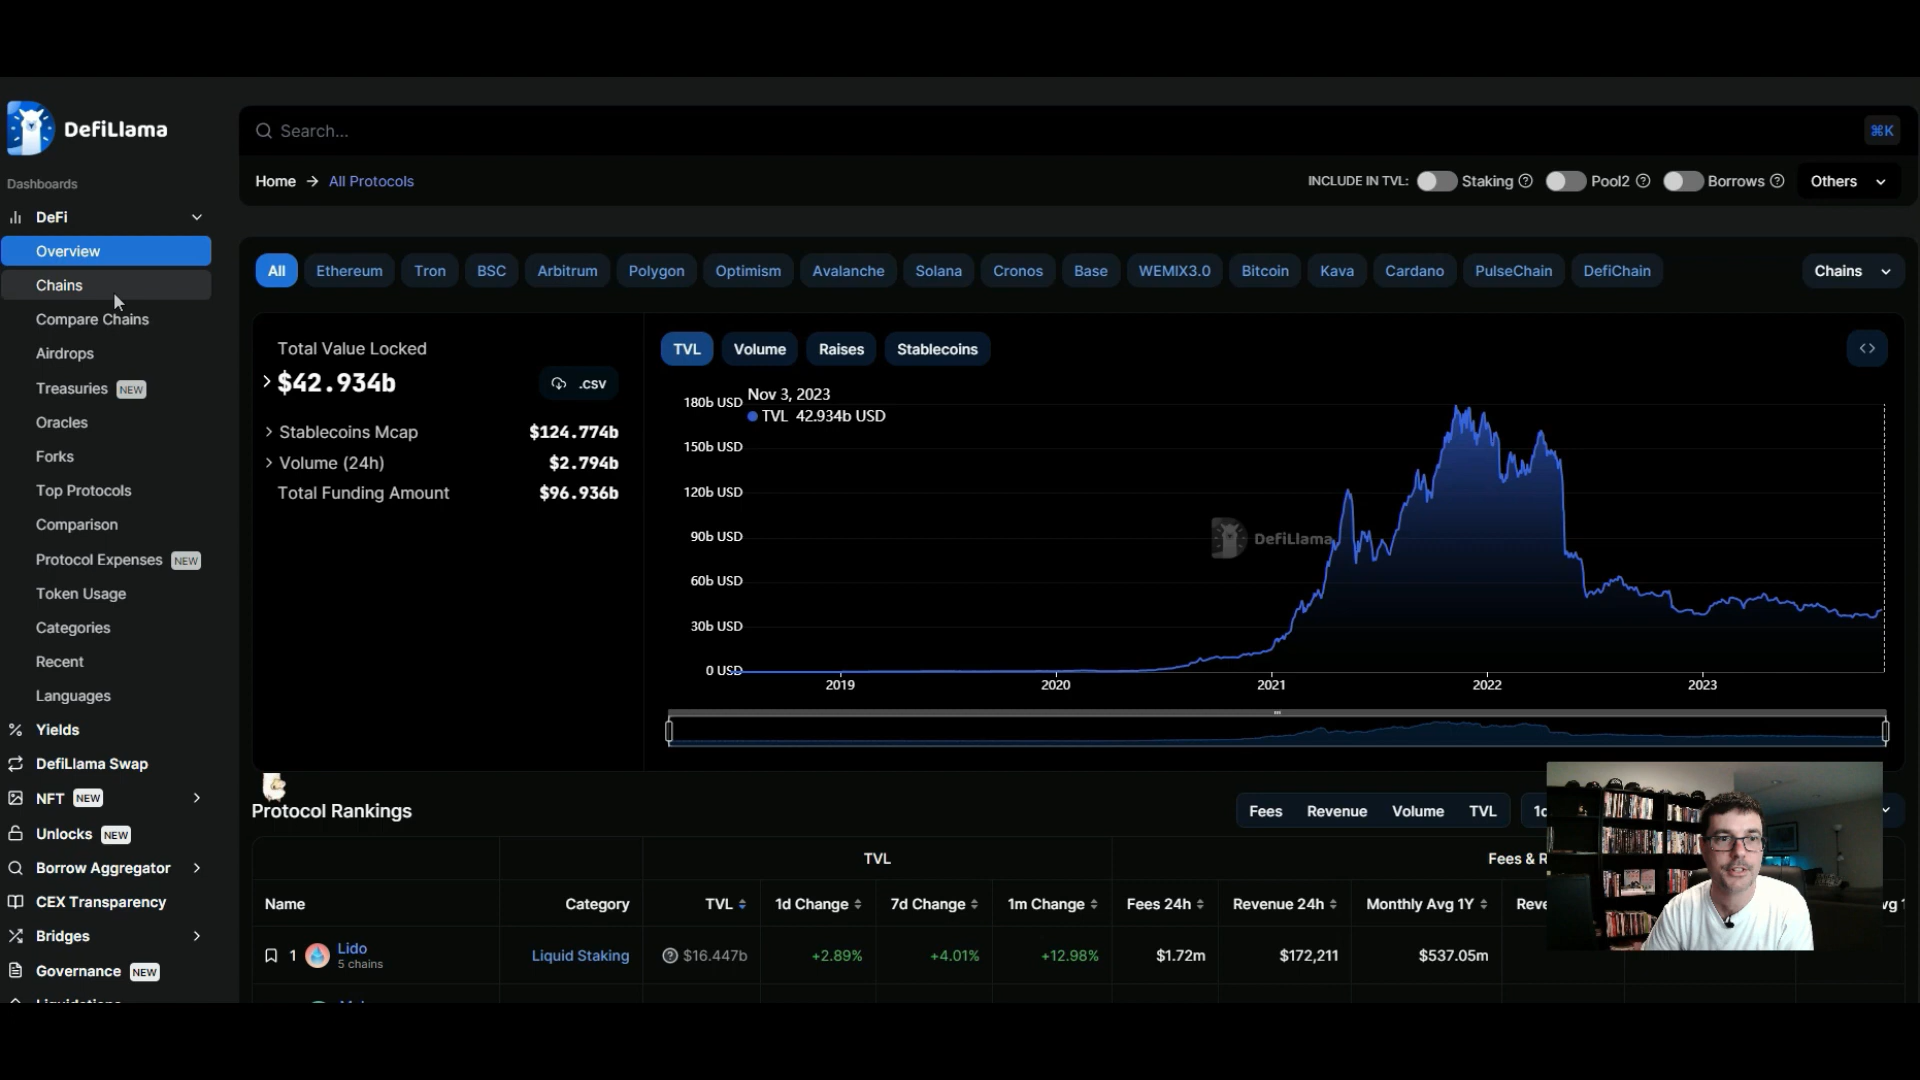 DefiLlama
Search...
⌘K
Home → All Protocols
INCLUDE IN TVL: Staking Pool2 Borrows Others
Dashboards
DeFi
Overview
Chains
Compare Chains
Airdrops
Treasuries NEW
Oracles
Forks
Top Protocols
Comparison
Protocol Expenses NEW
Token Usage
Categories
Recent
Languages
Yields
DefiLlama Swap
NFT NEW
Unlocks NEW
Borrow Aggregator
CEX Transparency
Bridges
Governance NEW
All Ethereum Tron BSC Arbitrum Polygon Optimism Avalanche Solana Cronos Base WEMIX3.0 Bitcoin Kava Cardano PulseChain DefiChain Chains
Total Value Locked
$42.934b
.csv
Stablecoins Mcap $124.774b
Volume (24h) $2.794b
Total Funding Amount $96.936b
TVL Volume Raises Stablecoins
Nov 3, 2023
TVL 42.934b USD
180b USD
150b USD
120b USD
90b USD
60b USD
30b USD
0 USD
DefiLlama
2019 2020 2021 2022 2023
Protocol Rankings
Fees Revenue Volume TVL
TVL Fees & R
Name Category TVL 1d Change 7d Change 1m Change Fees 24h Revenue 24h Monthly Avg 1Y Reve
1 Lido Liquid Staking $16.447b +2.89% +4.01% +12.98% $1.72m $172,211 $537.05m
5 chains